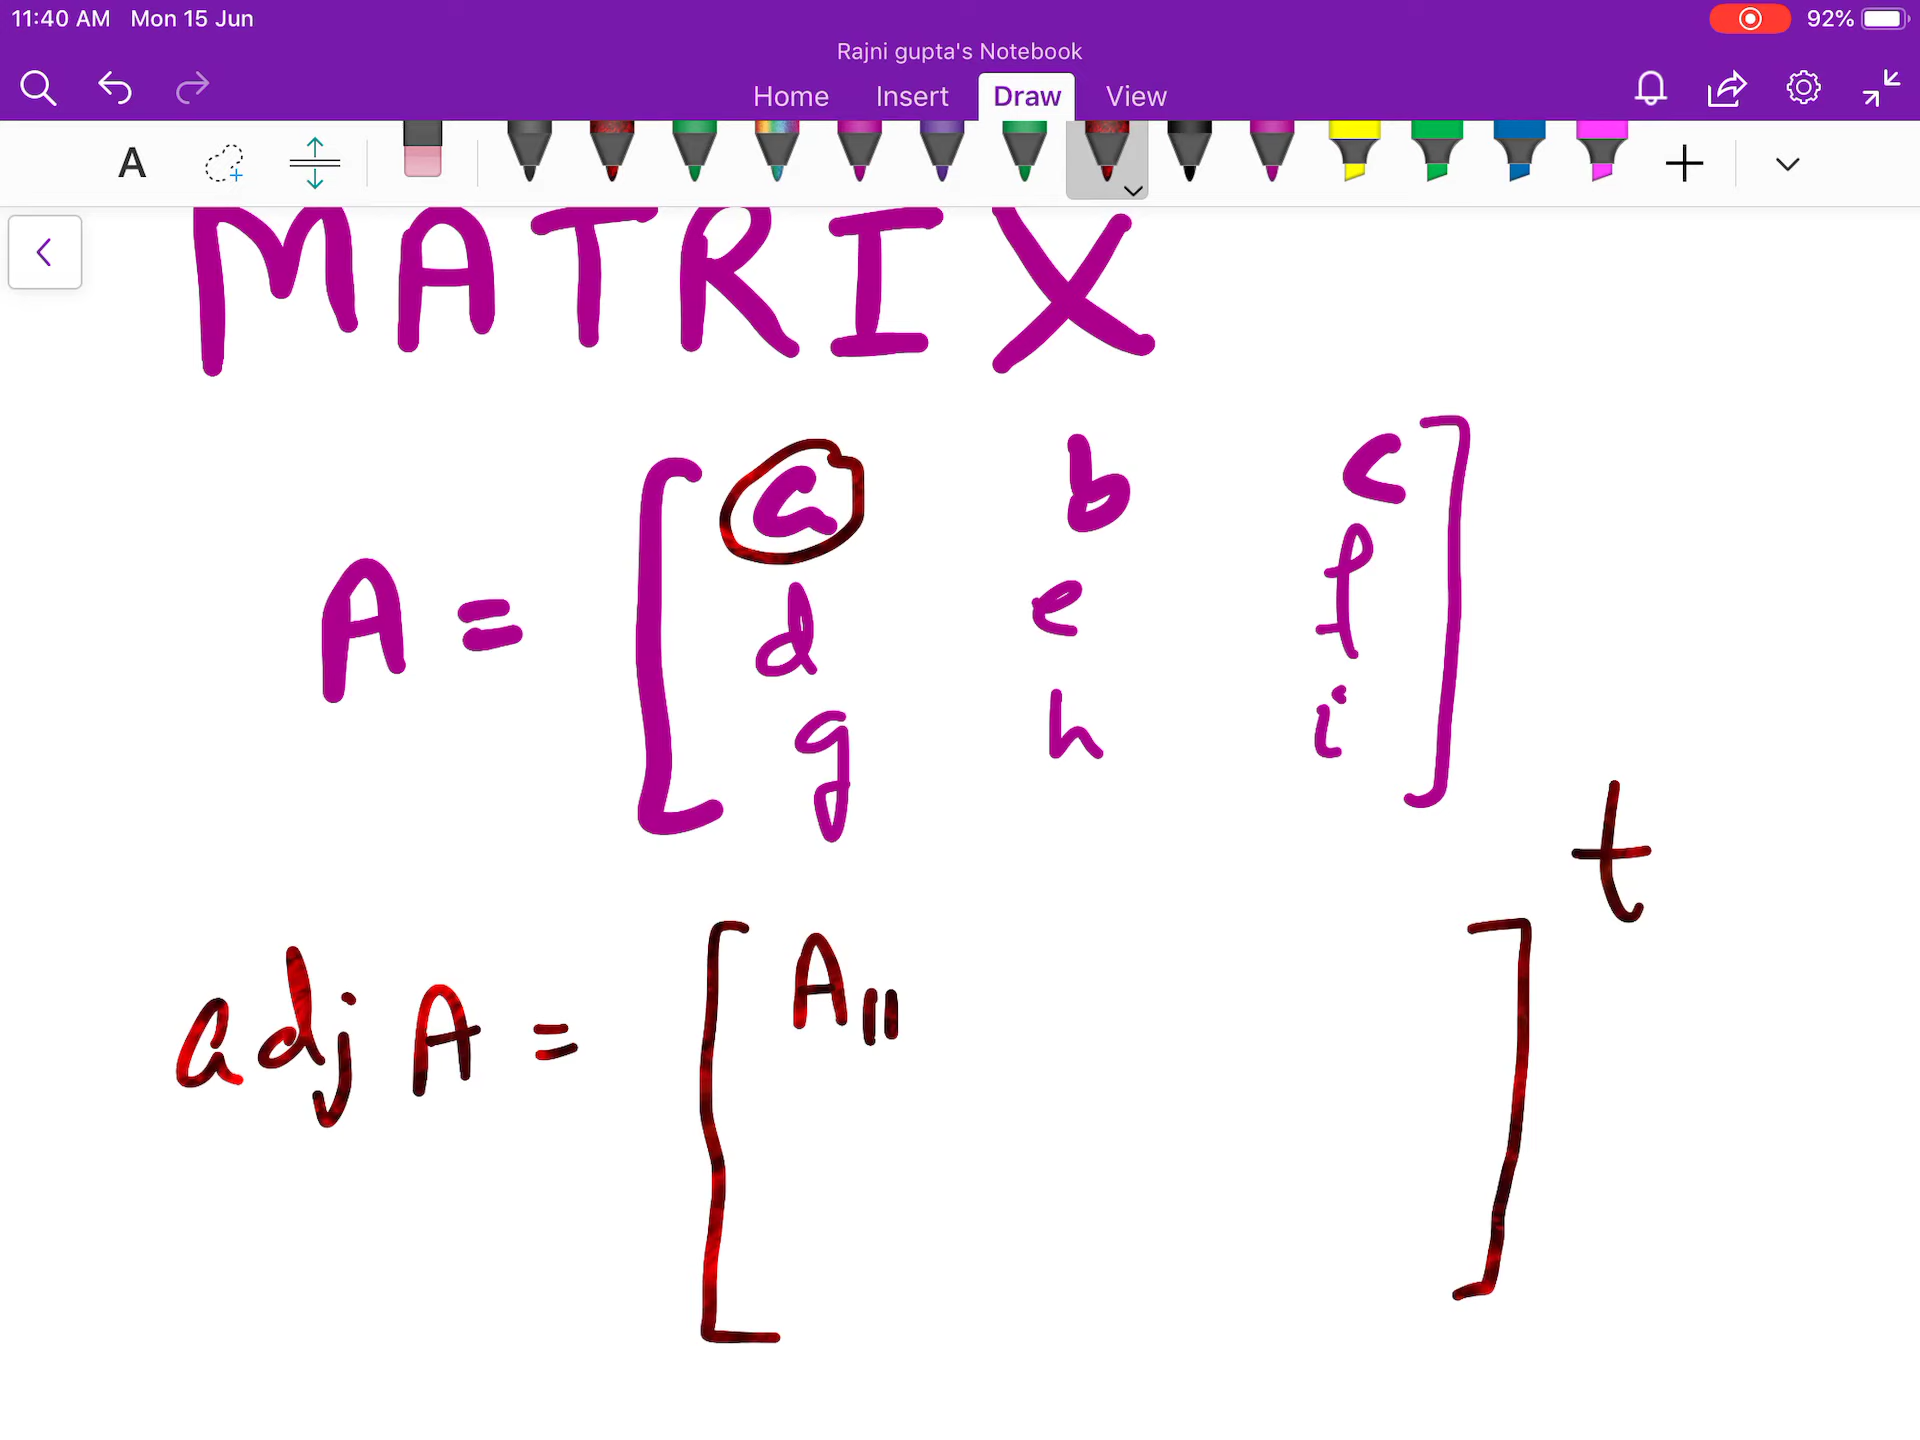 11:40 AM Mon 15 Jun 92%
Rajni gupta's Notebook
Home Insert Draw View
A
MATRIX
a b c
A = d e f
g h i
t
adj A = A11